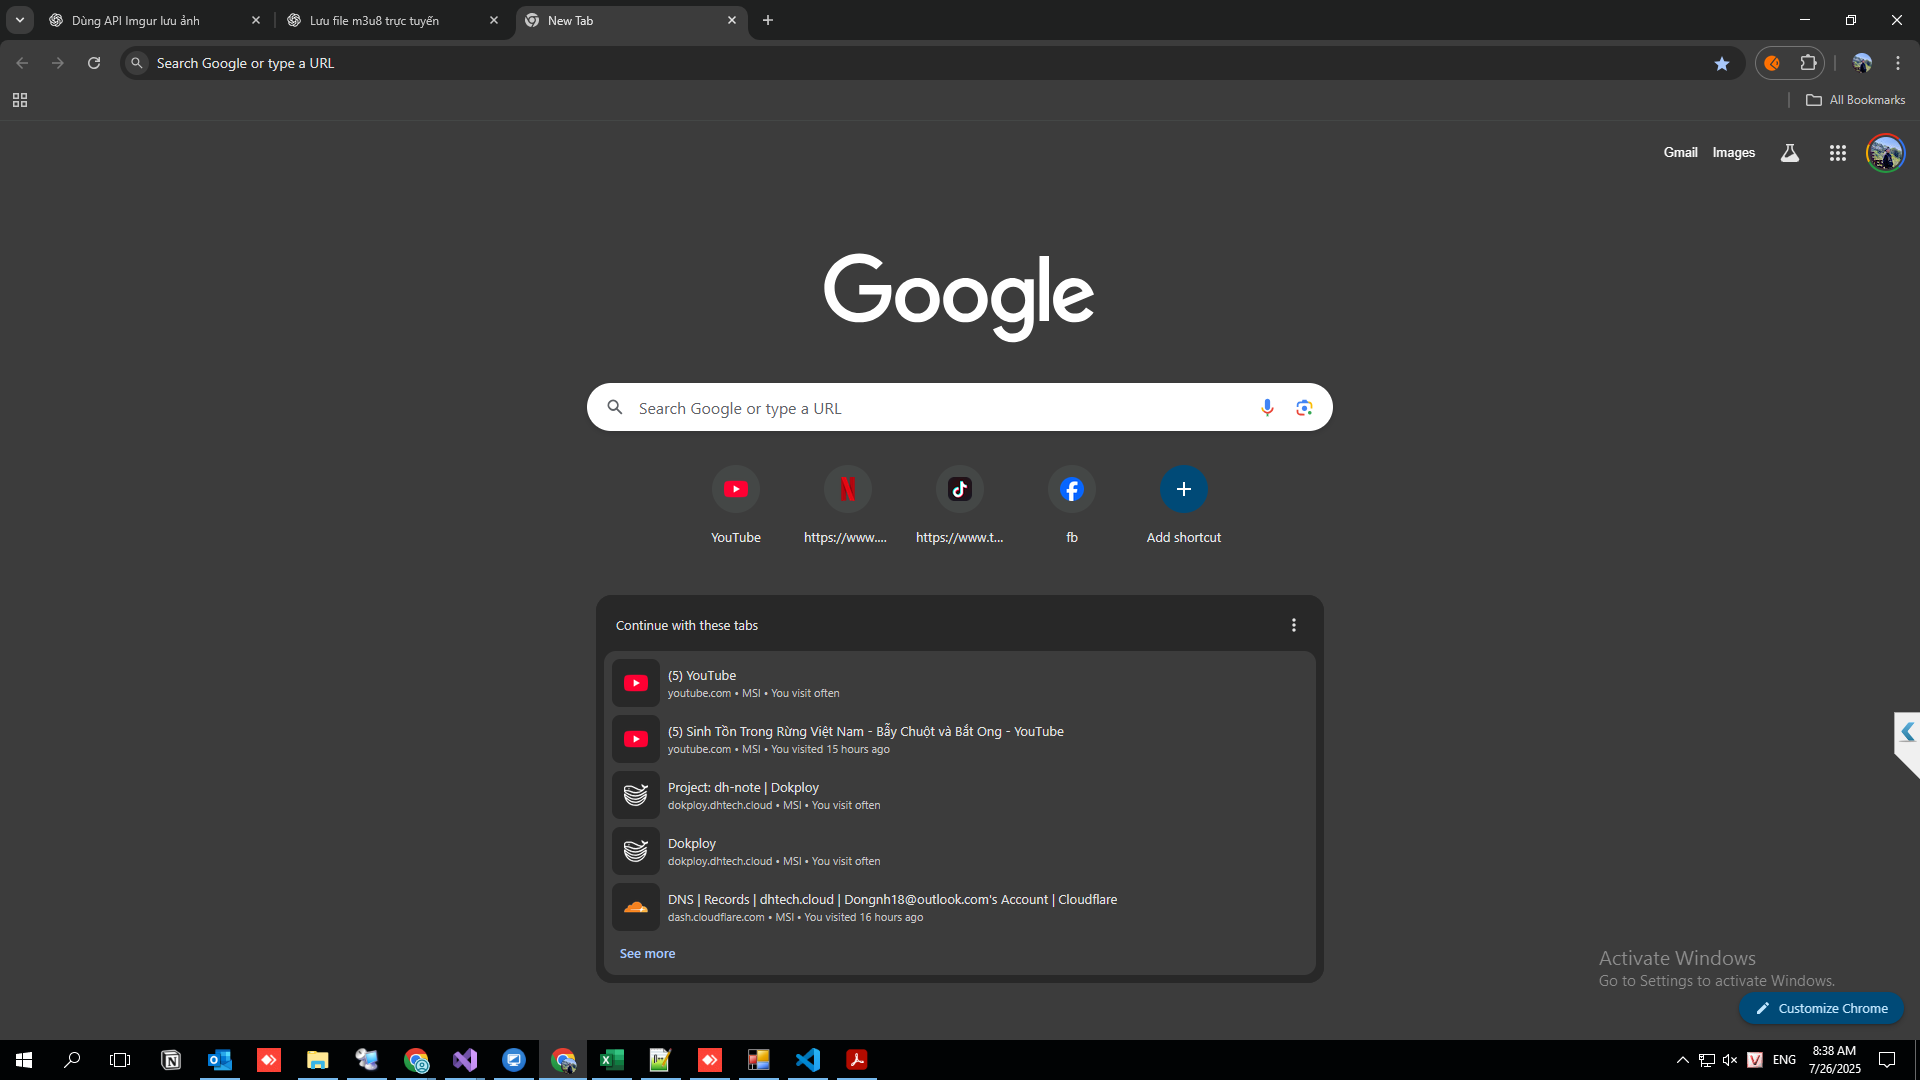 Dùng API Imgur lưu ảnh
Lưu file m3u8 trực tuyến
New Tab
Search Google or type a URL
All Bookmarks
Gmail
Images
Google
Search Google or type a URL
YouTube
https://www....
https://www.t...
fb
Add shortcut
Continue with these tabs
(5) YouTube
youtube.com • MSI • You visit often
(5) Sinh Tồn Trong Rừng Việt Nam - Bẫy Chuột và Bắt Ong - YouTube
youtube.com • MSI • You visited 15 hours ago
Project: dh-note | Dokploy
dokploy.dhtech.cloud • MSI • You visit often
Dokploy
dokploy.dhtech.cloud • MSI • You visit often
DNS | Records | dhtech.cloud | Dongnh18@outlook.com's Account | Cloudflare
dash.cloudflare.com • MSI • You visited 16 hours ago
See more
Activate Windows
Go to Settings to activate Windows.
Customize Chrome
ENG
8:38 AM
7/26/2025